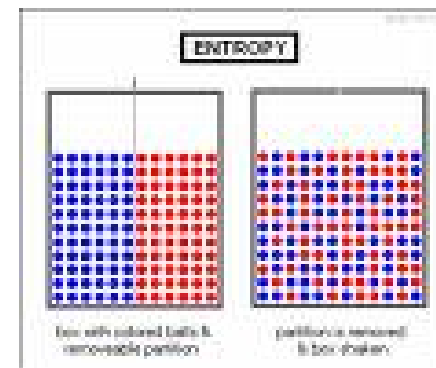 ENTROPY
box with colored balls &
removeable partition
partition is removed
& box shaken